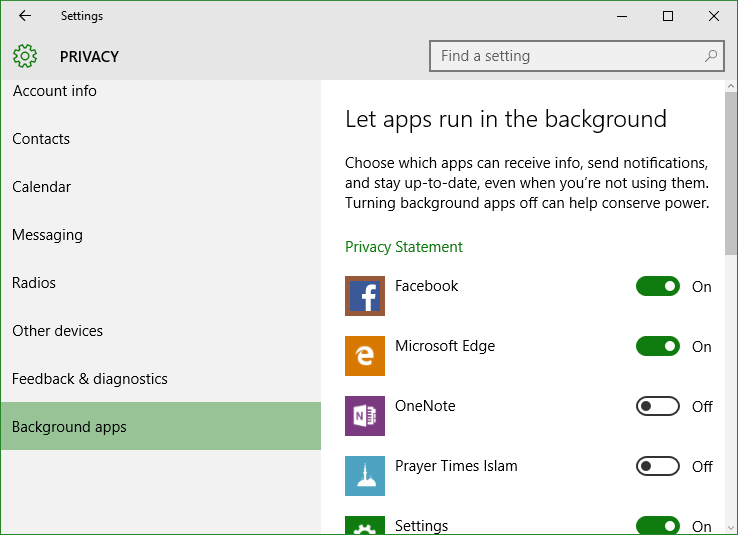 Settings
PRIVACY
Find a setting
Account info
Contacts
Calendar
Messaging
Radios
Other devices
Feedback & diagnostics
Background apps
Let apps run in the background
Choose which apps can receive info, send notifications,
and stay up-to-date, even when you’re not using them.
Turning background apps off can help conserve power.
Privacy Statement
Facebook On
Microsoft Edge On
OneNote Off
Prayer Times Islam Off
Settings On